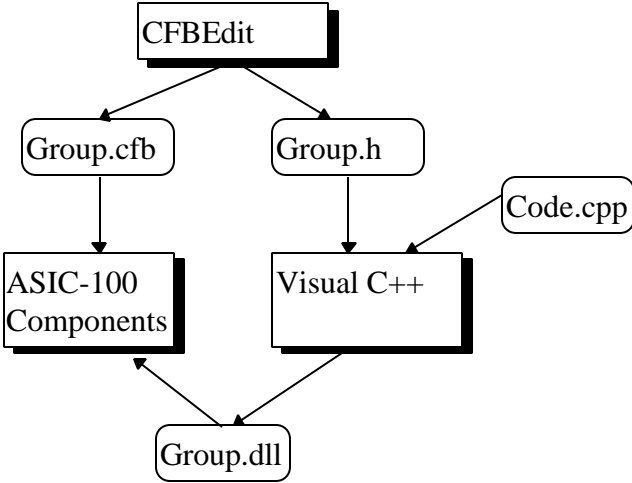 CFBEdit
Group.cfb
Group.h
Code.cpp
ASIC-100
Components
Visual C++
Group.dll